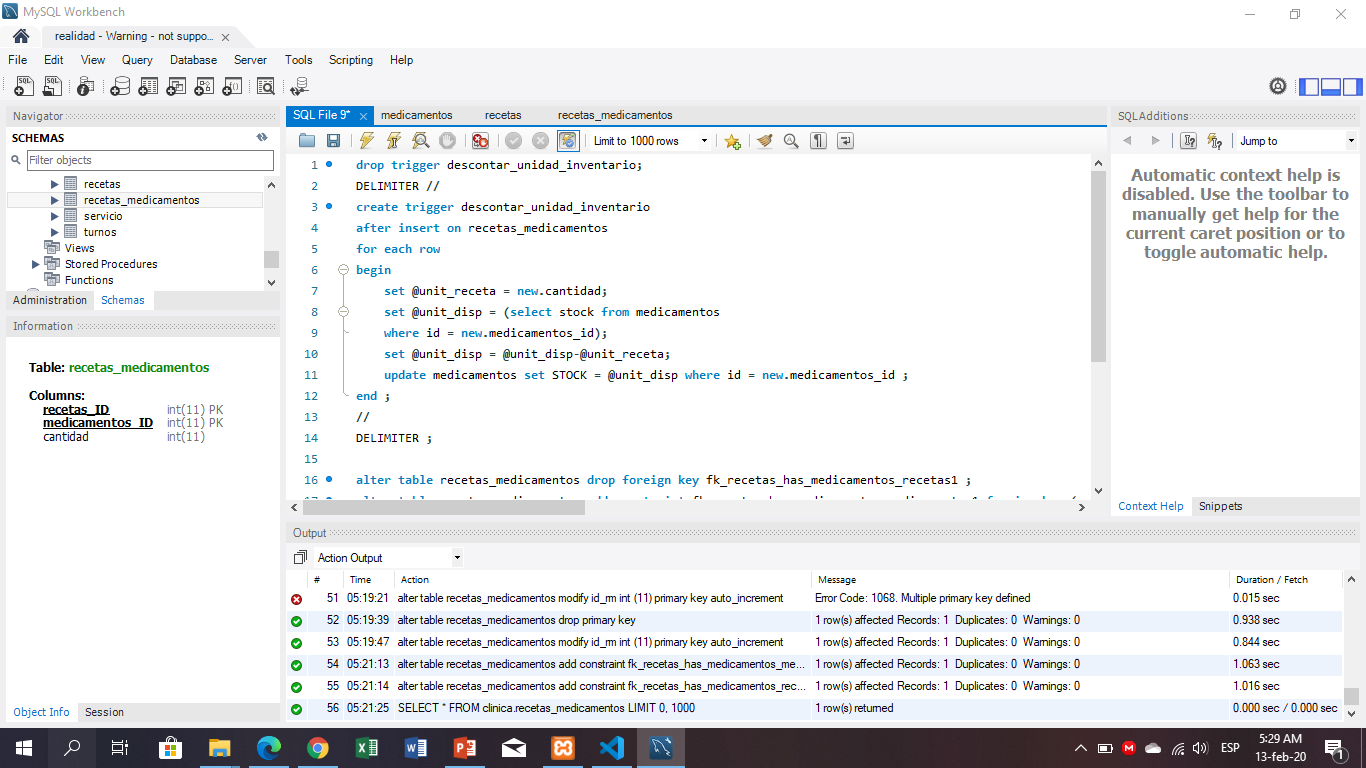 MySQL Workbench
realidad - Warning - not suppo...
File Edit View Query Database Server Tools Scripting Help
Navigator
SCHEMAS
Filter objects
recetas
recetas_medicamentos
servicio
turnos
Views
Stored Procedures
Functions
Administration Schemas
Information
Table: recetas_medicamentos
Columns:
recetas_ID int(11) PK
medicamentos_ID int(11) PK
cantidad int(11)
Object Info Session
SQL File 9* medicamentos recetas recetas_medicamentos
Limit to 1000 rows
1 drop trigger descontar_unidad_inventario;
2 DELIMITER //
3 create trigger descontar_unidad_inventario
4 after insert on recetas_medicamentos
5 for each row
6 begin
7 set @unit_receta = new.cantidad;
8 set @unit_disp = (select stock from medicamentos
9 where id = new.medicamentos_id);
10 set @unit_disp = @unit_disp-@unit_receta;
11 update medicamentos set STOCK = @unit_disp where id = new.medicamentos_id ;
12 end ;
13 //
14 DELIMITER ;
15
16 alter table recetas_medicamentos drop foreign key fk_recetas_has_medicamentos_recetas1 ;
SQLAdditions
Jump to
Automatic context help is
disabled. Use the toolbar to
manually get help for the
current caret position or to
toggle automatic help.
Context Help Snippets
Output
Action Output
# Time Action Message Duration / Fetch
51 05:19:21 alter table recetas_medicamentos modify id_rm int (11) primary key auto_increment Error Code: 1068. Multiple primary key defined 0.015 sec
52 05:19:39 alter table recetas_medicamentos drop primary key 1 row(s) affected Records: 1 Duplicates: 0 Warnings: 0 0.938 sec
53 05:19:47 alter table recetas_medicamentos modify id_rm int (11) primary key auto_increment 1 row(s) affected Records: 1 Duplicates: 0 Warnings: 0 0.844 sec
54 05:21:13 alter table recetas_medicamentos add constraint fk_recetas_has_medicamentos_me... 1 row(s) affected Records: 1 Duplicates: 0 Warnings: 0 1.063 sec
55 05:21:14 alter table recetas_medicamentos add constraint fk_recetas_has_medicamentos_rec... 1 row(s) affected Records: 1 Duplicates: 0 Warnings: 0 1.016 sec
56 05:21:25 SELECT * FROM clinica.recetas_medicamentos LIMIT 0, 1000 1 row(s) returned 0.000 sec / 0.000 sec
ESP
5:29 AM
13-feb-20
1